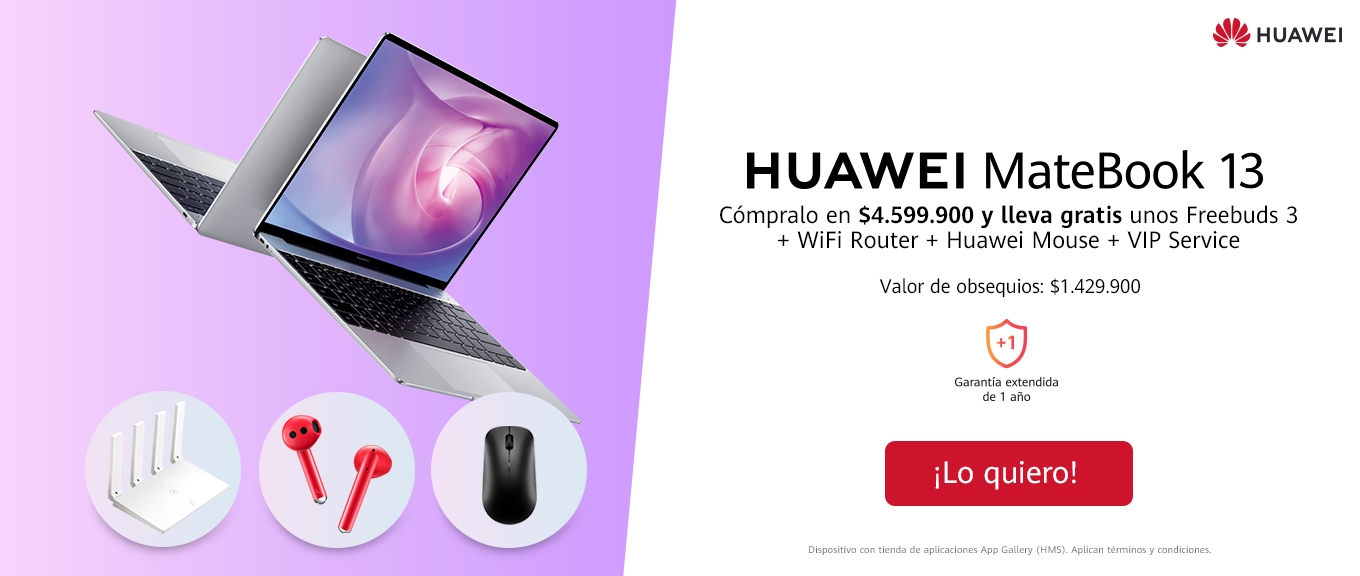 HUAWEI
HUAWEI MateBook 13
Cómpralo en $4.599.900 y lleva gratis unos Freebuds 3
+ WiFi Router + Huawei Mouse + VIP Service
Valor de obsequios: $1.429.900
+1
Garantía extendida
de 1 año
¡Lo quiero!
Dispositivo con tienda de aplicaciones App Gallery (HMS). Aplican términos y condiciones.